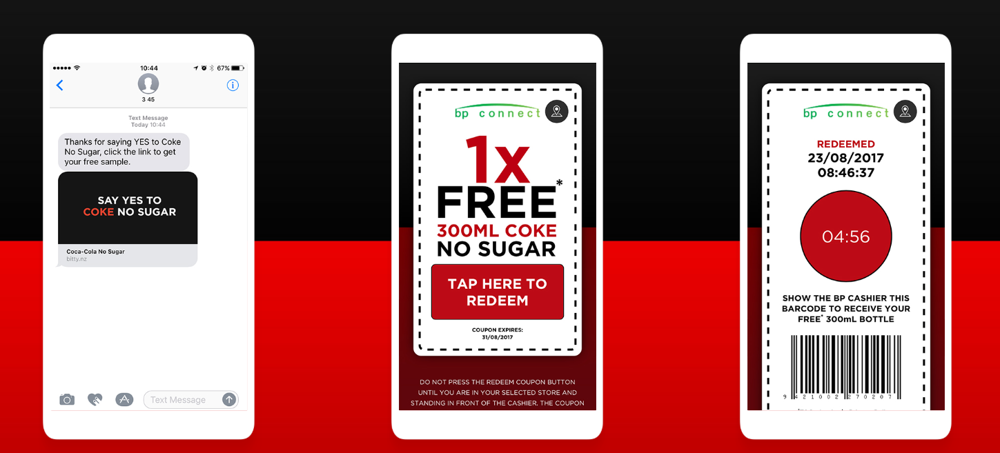 10:44
67%
3 45
Text Message
Today 10:44
Thanks for saying YES to Coke
No Sugar, click the link to get
your free sample.
SAY YES TO
COKE NO SUGAR
Coca-Cola No Sugar
bitty.nz
Text Message
bp connect
1x
FREE*
300ML COKE
NO SUGAR
TAP HERE TO
REDEEM
COUPON EXPIRES:
31/08/2017
DO NOT PRESS THE REDEEM COUPON BUTTON
UNTIL YOU ARE IN YOUR SELECTED STORE AND
STANDING IN FRONT OF THE CASHIER. THE COUPON
bp connect
REDEEMED
23/08/2017
08:46:37
04:56
SHOW THE BP CASHIER THIS
BARCODE TO RECEIVE YOUR
FREE* 300mL BOTTLE
9 421002 270207